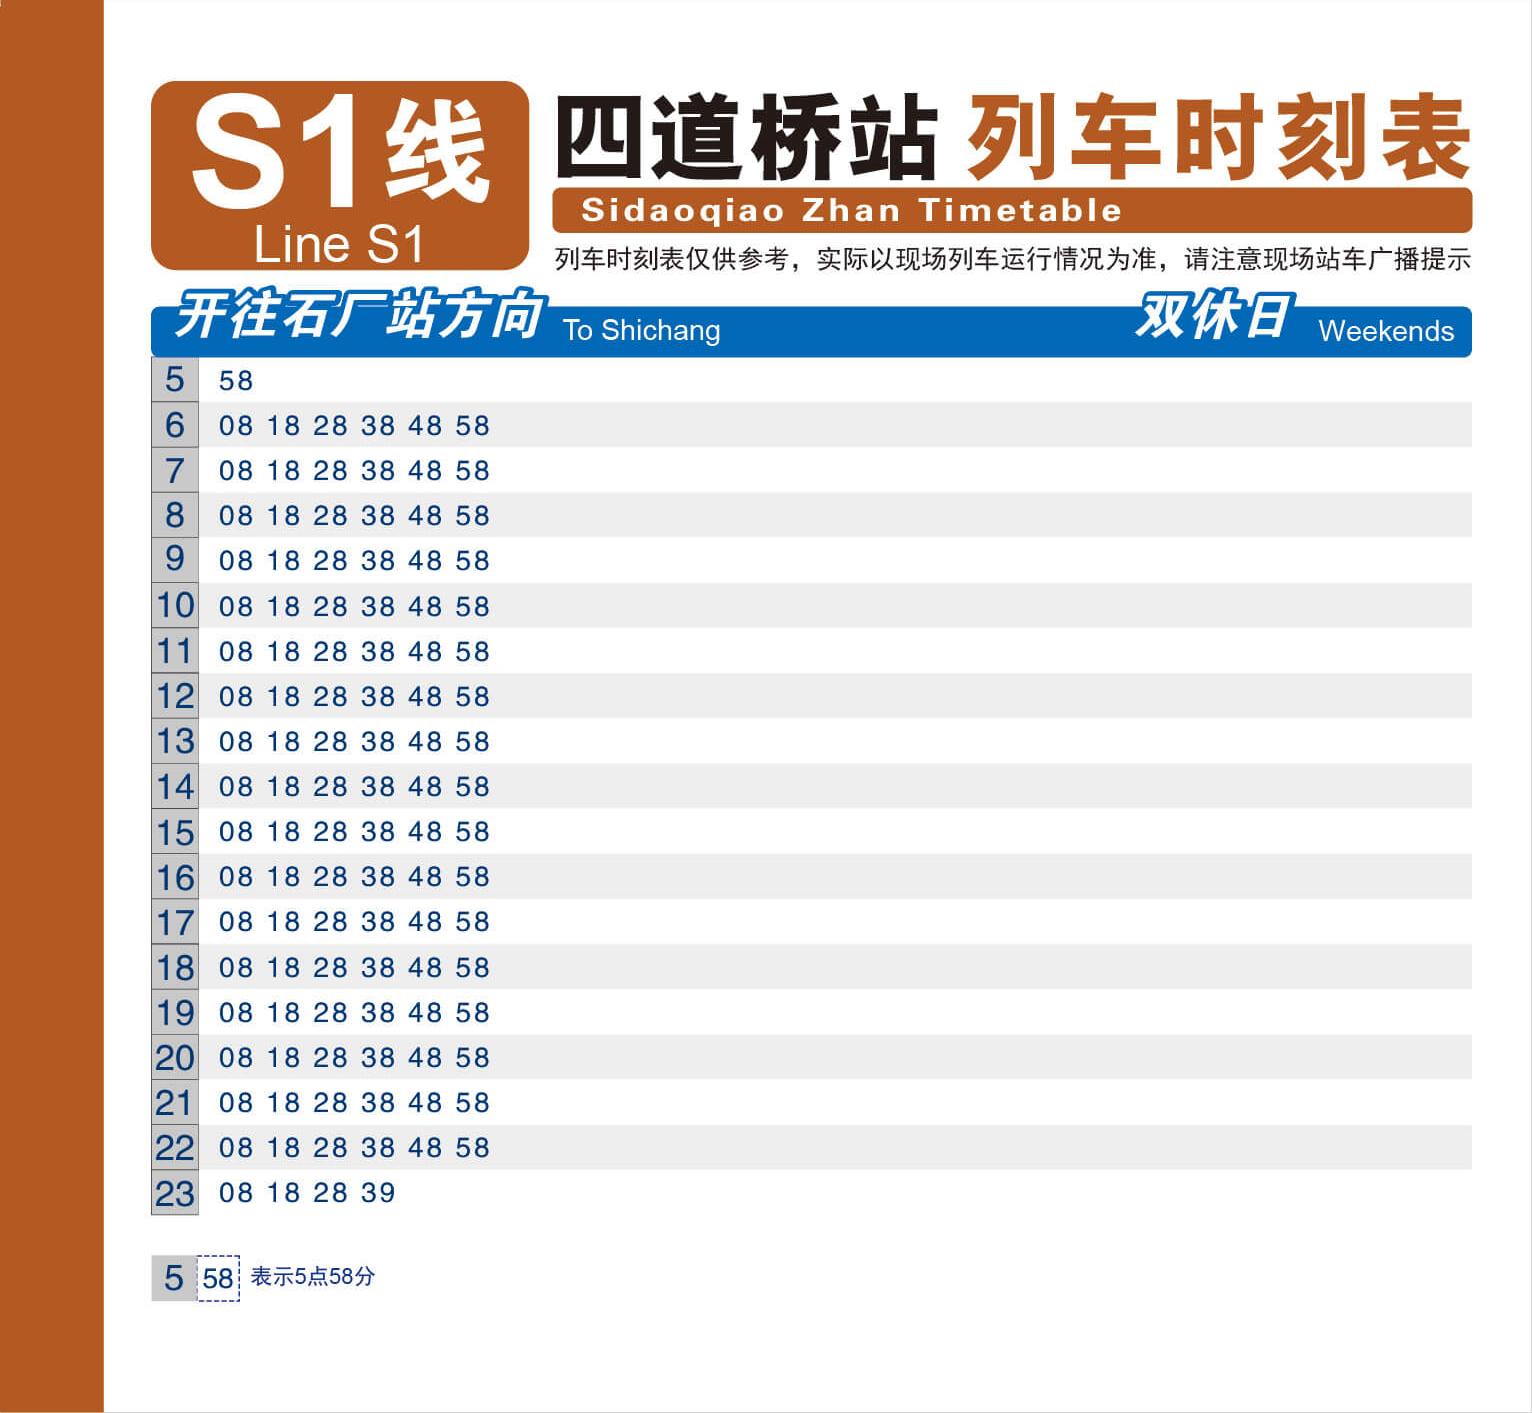 S1线
Line S1
四道桥站 列车时刻表
Sidaoqiao Zhan Timetable
列车时刻表仅供参考，实际以现场列车运行情况为准，请注意现场站车广播提示
开往石厂站方向 To Shichang 双休日 Weekends
5 58
6 08 18 28 38 48 58
7 08 18 28 38 48 58
8 08 18 28 38 48 58
9 08 18 28 38 48 58
10 08 18 28 38 48 58
11 08 18 28 38 48 58
12 08 18 28 38 48 58
13 08 18 28 38 48 58
14 08 18 28 38 48 58
15 08 18 28 38 48 58
16 08 18 28 38 48 58
17 08 18 28 38 48 58
18 08 18 28 38 48 58
19 08 18 28 38 48 58
20 08 18 28 38 48 58
21 08 18 28 38 48 58
22 08 18 28 38 48 58
23 08 18 28 39
5 58 表示5点58分